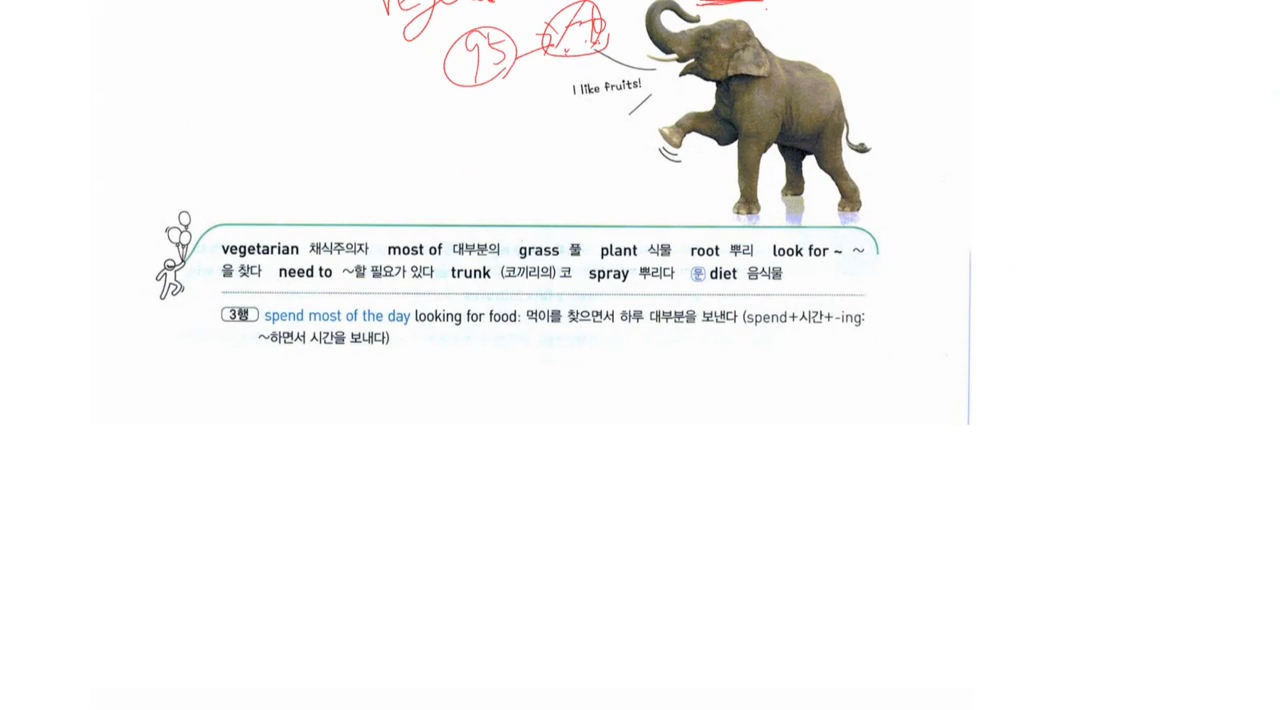 95
I like fruits!
vegetarian 채식주의자 most of 대부분의 grass 풀 plant 식물 root 뿌리 look for ~ ~
을 찾다 need to ~할 필요가 있다 trunk (코끼리의) 코 spray 뿌리다 문 diet 음식물
3행 spend most of the day looking for food: 먹이를 찾으면서 하루 대부분을 보낸다 (spend+시간+-ing:
~하면서 시간을 보내다)